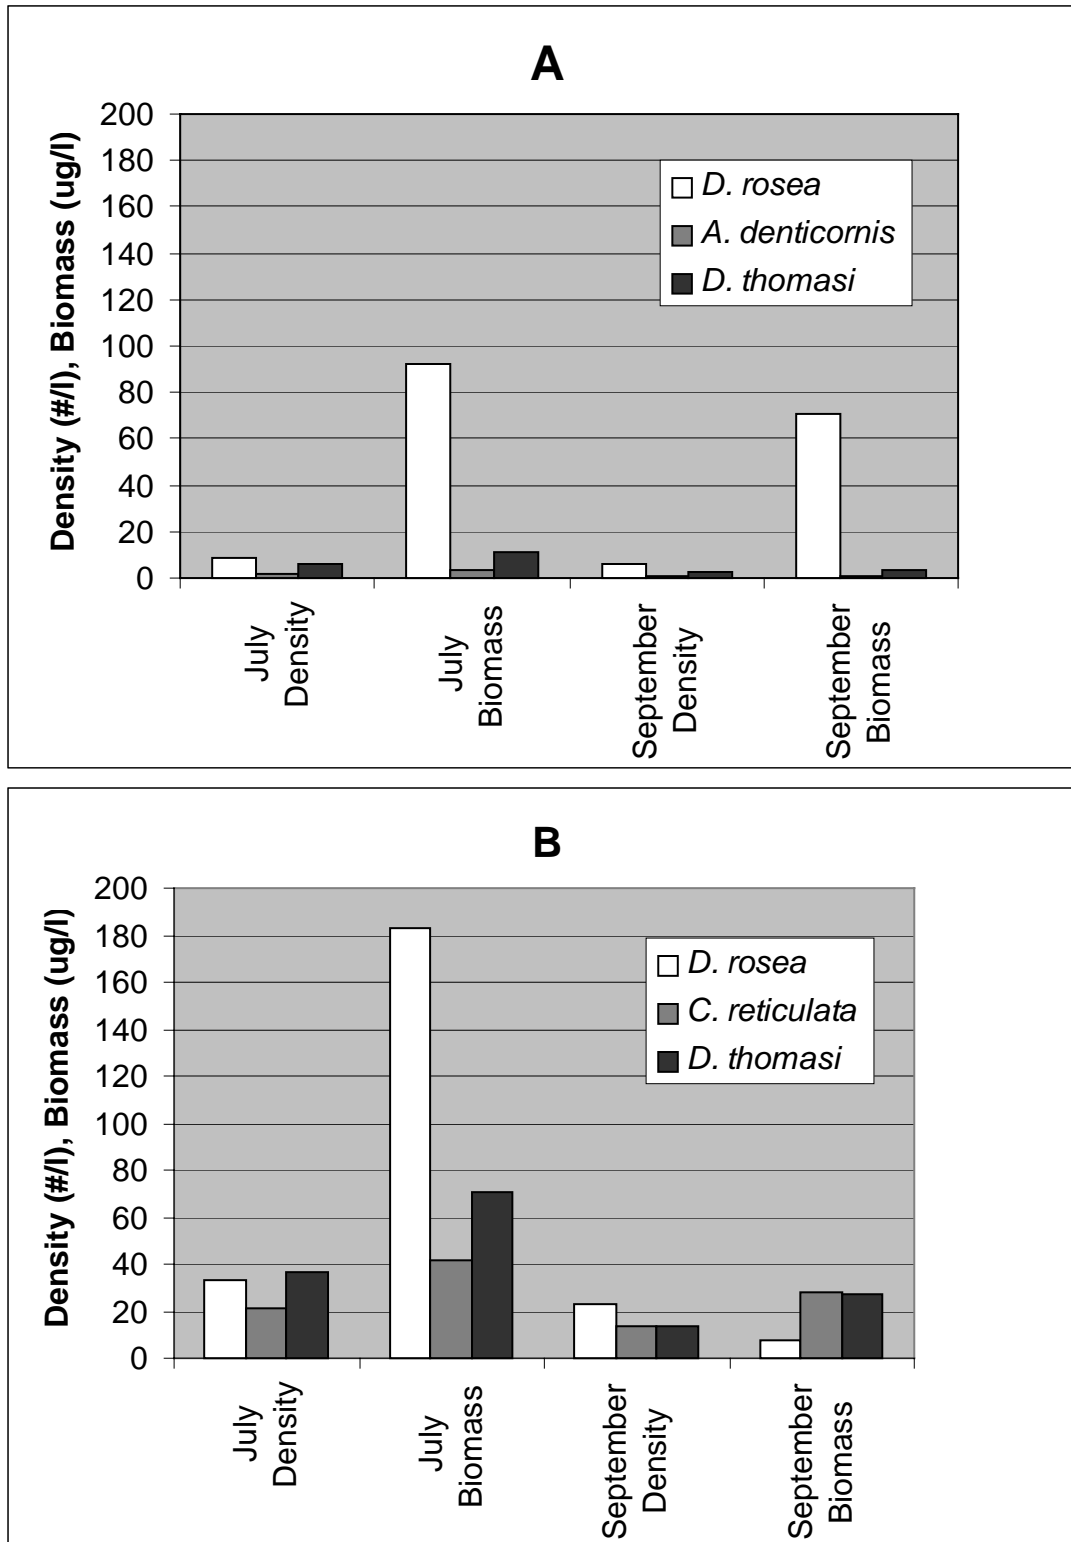 A
Density (#/l), Biomass (ug/l)
200
180
160
140
120
100
80
60
40
20
0
D. rosea
A. denticornis
D. thomasi
July
Density
July
Biomass
September
Density
September
Biomass
B
Density (#/l), Biomass (ug/l)
200
180
160
140
120
100
80
60
40
20
0
D. rosea
C. reticulata
D. thomasi
July
Density
July
Biomass
September
Density
September
Biomass